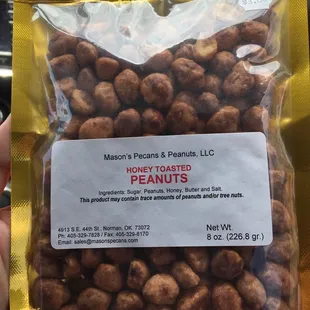 Mason's Pecans & Peanuts, LLC
HONEY TOASTED
PEANUTS
Ingredients: Sugar, Peanuts, Honey, Butter and Salt.
This product may contain trace amounts of peanuts and/or tree nuts.
4913 S.E. 44th St., Norman, OK 73072
Ph: 405-329-7828 / Fax: 405-329-8170
Email: sales@masonspecans.com
Net Wt.
8 oz. (226.8 gr.)